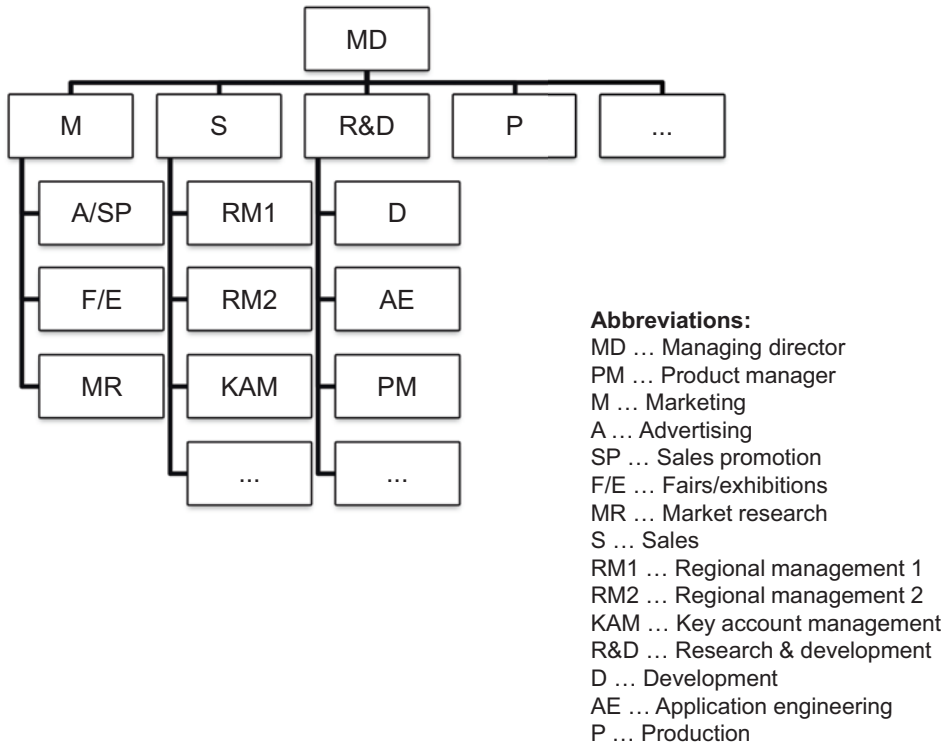 MD
M
S
R&D
P
...
A/SP
RM1
D
F/E
RM2
AE
MR
KAM
PM
...
...
Abbreviations:
MD … Managing director
PM … Product manager
M … Marketing
A … Advertising
SP … Sales promotion
F/E … Fairs/exhibitions
MR … Market research
S … Sales
RM1 … Regional management 1
RM2 … Regional management 2
KAM … Key account management
R&D … Research & development
D … Development
AE … Application engineering
P … Production